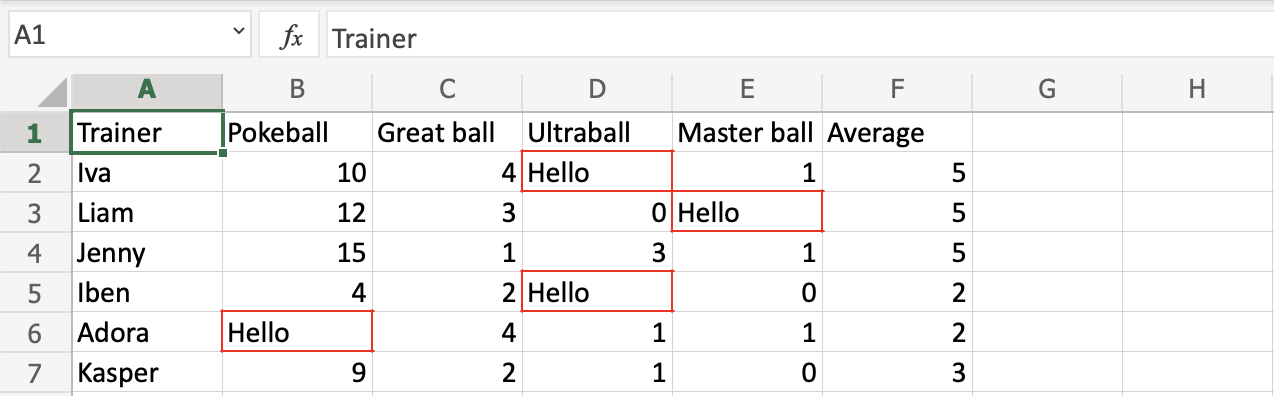 A1 fx Trainer
A B C D E F G H
1 Trainer Pokeball Great ball Ultraball Master ball Average
2 Iva 10 4 Hello 1 5
3 Liam 12 3 0 Hello 5
4 Jenny 15 1 3 1 5
5 Iben 4 2 Hello 0 2
6 Adora Hello 4 1 1 2
7 Kasper 9 2 1 0 3